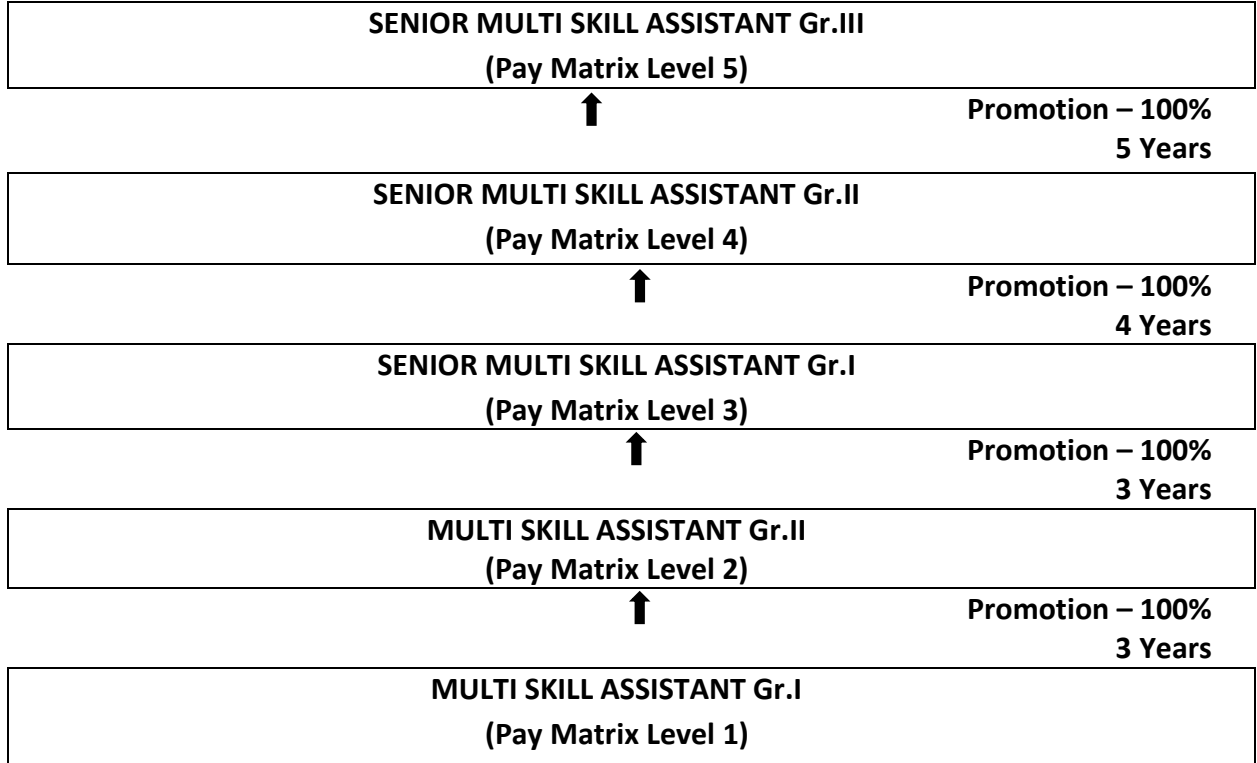 SENIOR MULTI SKILL ASSISTANT Gr.III
(Pay Matrix Level 5)
Promotion – 100%
5 Years
SENIOR MULTI SKILL ASSISTANT Gr.II
(Pay Matrix Level 4)
Promotion – 100%
4 Years
SENIOR MULTI SKILL ASSISTANT Gr.I
(Pay Matrix Level 3)
Promotion – 100%
3 Years
MULTI SKILL ASSISTANT Gr.II
(Pay Matrix Level 2)
Promotion – 100%
3 Years
MULTI SKILL ASSISTANT Gr.I
(Pay Matrix Level 1)